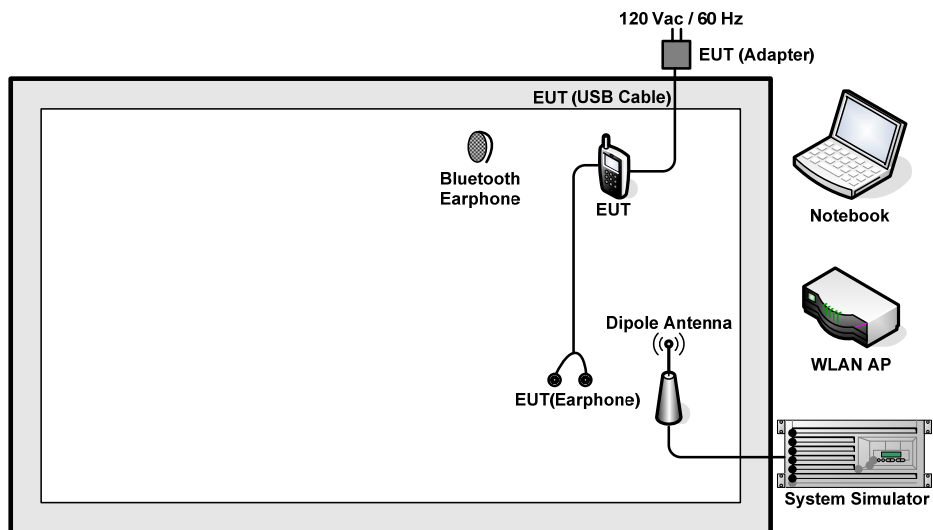 120 Vac / 60 Hz
EUT (Adapter)
EUT (USB Cable)
Bluetooth
Earphone
EUT
Notebook
Dipole Antenna
WLAN AP
EUT(Earphone)
System Simulator